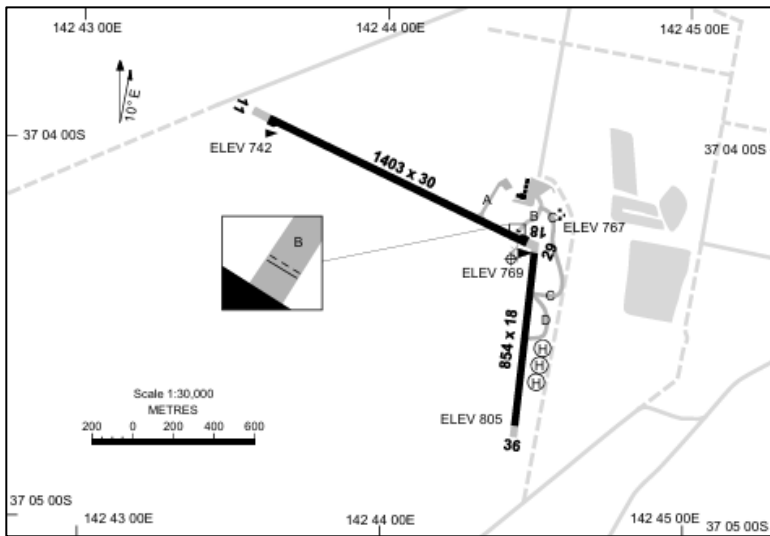 142 43 00E
142 44 00E
142 45 00E
10° E
11
37 04 00S
37 04 00S
ELEV 742
1403 x 30
A
B
C
ELEV 767
18
B
29
ELEV 769
C
854 x 18
D
H
H
H
Scale 1:30,000
METRES
200 0 200 400 600
ELEV 805
36
37 05 00S
142 43 00E
142 44 00E
142 45 00E
37 05 00S